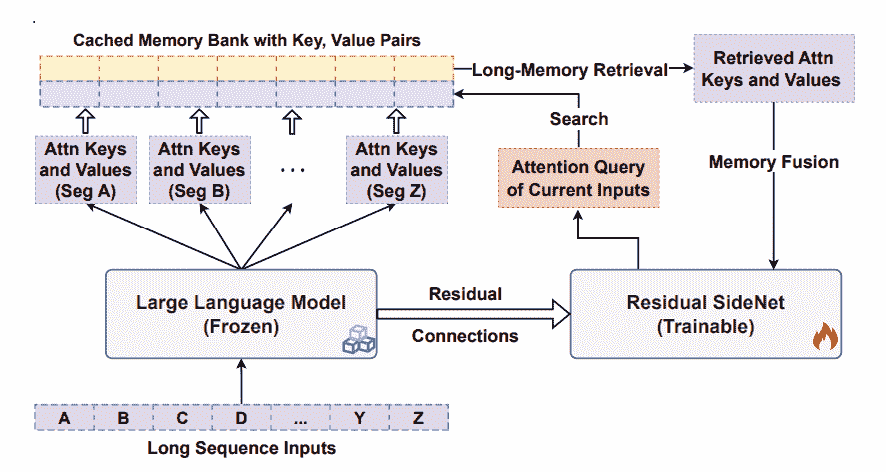 Cached Memory Bank with Key, Value Pairs
Long-Memory Retrieval
Retrieved Attn
Keys and Values
Search
Memory Fusion
Attn Keys
and Values
(Seg A)
Attn Keys
and Values
(Seg B)
...
Attn Keys
and Values
(Seg Z)
Attention Query
of Current Inputs
Large Language Model
(Frozen)
Residual
Connections
Residual SideNet
(Trainable)
A B C D ... Y Z
Long Sequence Inputs